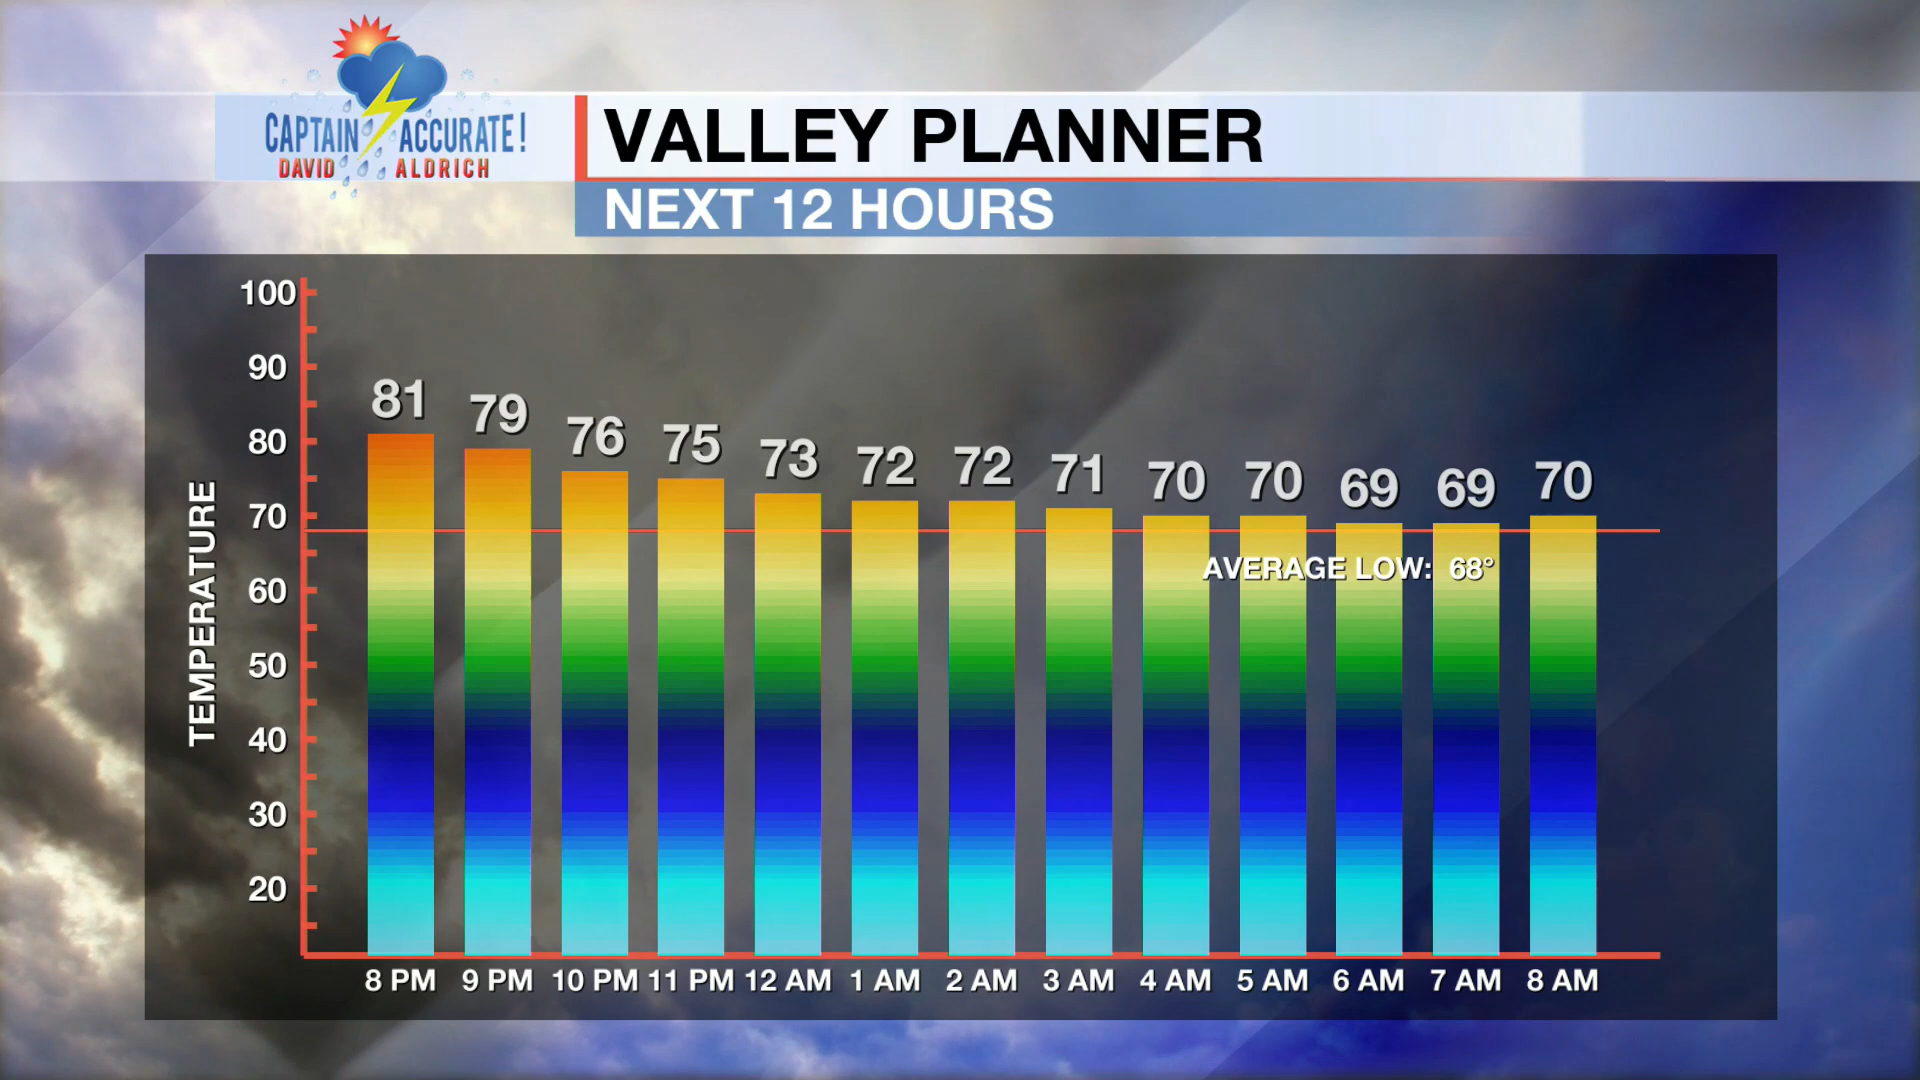 CAPTAIN ACCURATE!
DAVID ALDRICH
VALLEY PLANNER
NEXT 12 HOURS
TEMPERATURE
100
90
80
70
60
50
40
30
20
81 79 76 75 73 72 72 71 70 70 69 69 70
AVERAGE LOW: 68°
8 PM 9 PM 10 PM 11 PM 12 AM 1 AM 2 AM 3 AM 4 AM 5 AM 6 AM 7 AM 8 AM